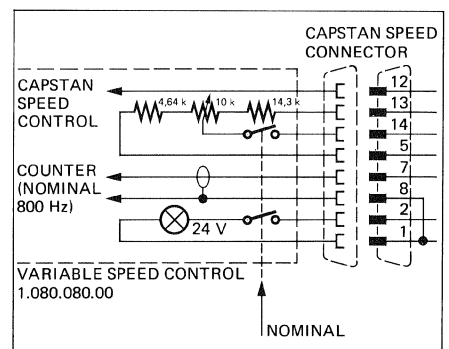 CAPSTAN SPEED
CONNECTOR
CAPSTAN
SPEED
CONTROL
4,64 k
10 k
14,3 k
12
13
14
5
COUNTER
(NOMINAL
800 Hz)
7
8
24 V
2
1
VARIABLE SPEED CONTROL
1.080.080.00
NOMINAL